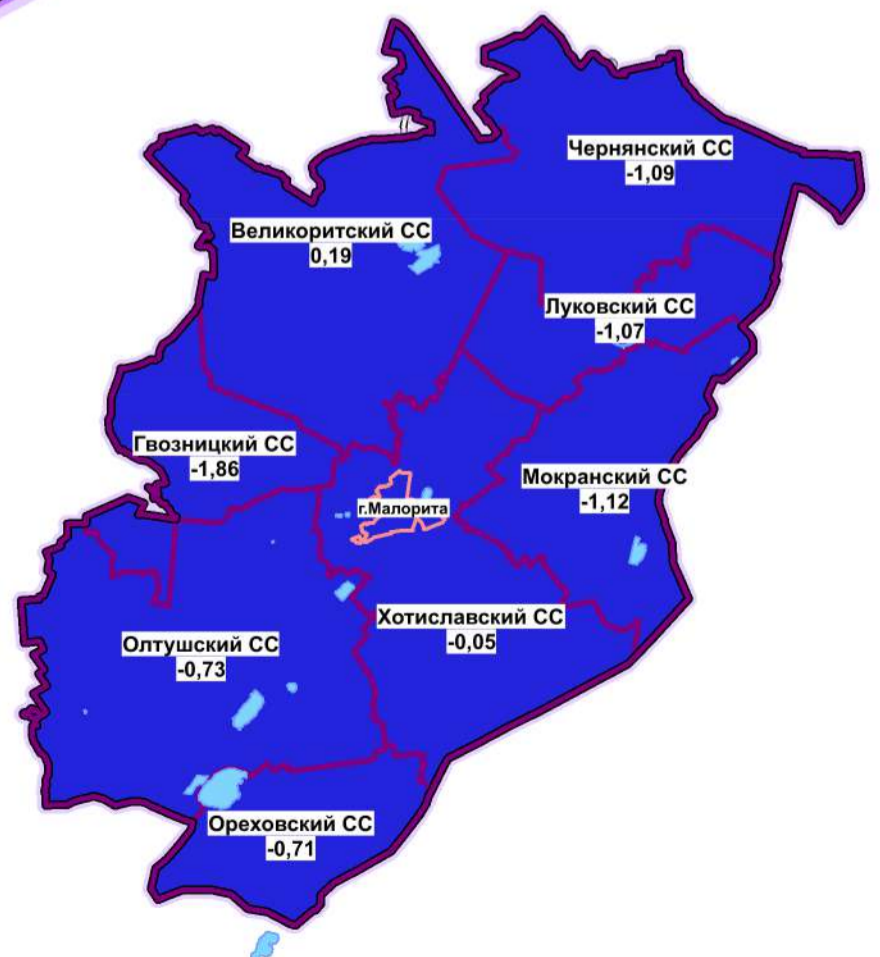 Чернянский СС
-1,09
Великоритский СС
0,19
Луковский СС
-1,07
Гвозницкий СС
-1,86
Мокранский СС
-1,12
г.Малорита
Хотиславский СС
-0,05
Олтушский СС
-0,73
Ореховский СС
-0,71